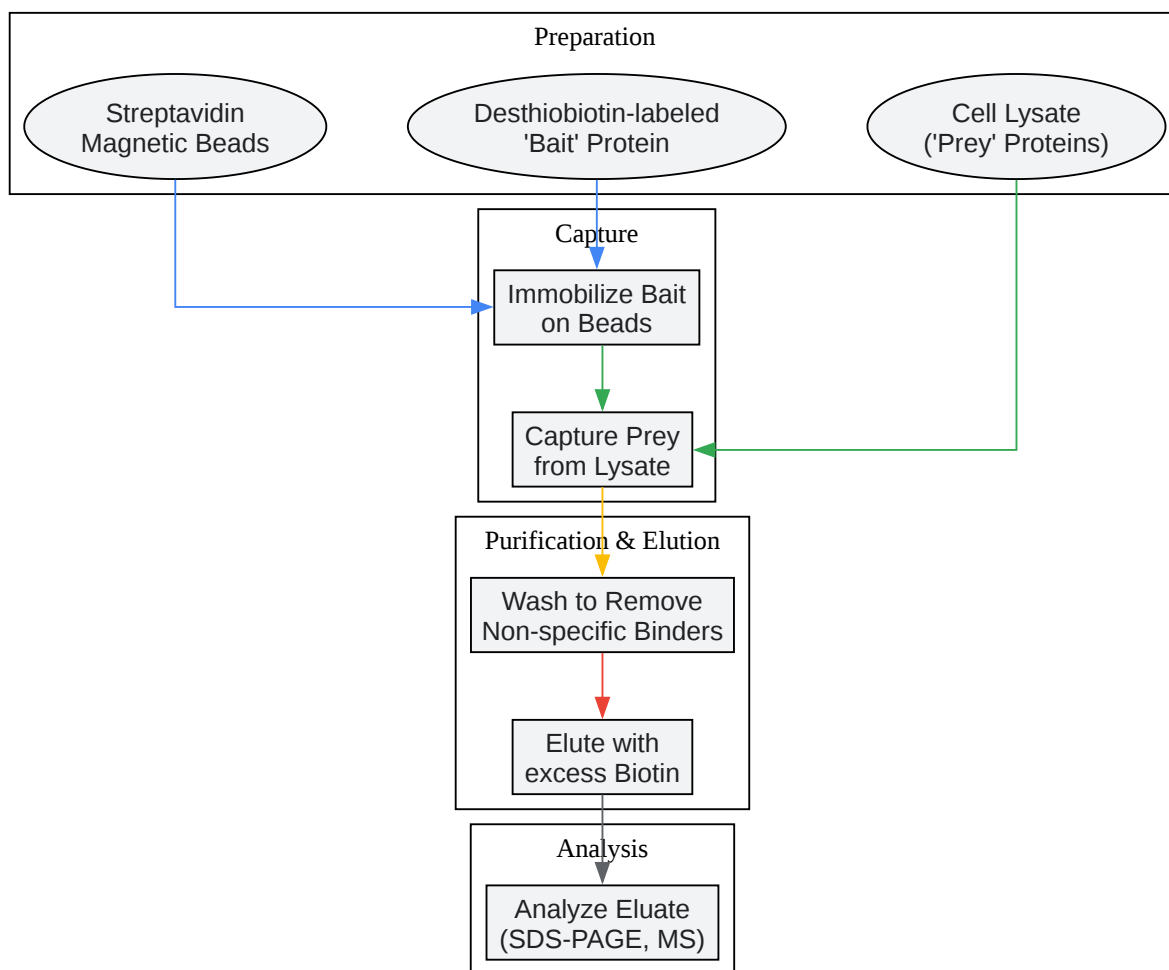 Preparation
Streptavidin
Magnetic Beads
Desthiobiotin-labeled
'Bait' Protein
Cell Lysate
('Prey' Proteins)
Capture
Immobilize Bait
on Beads
Capture Prey
from Lysate
Purification & Elution
Wash to Remove
Non-specific Binders
Elute with
excess Biotin
Analysis
Analyze Eluate
(SDS-PAGE, MS)